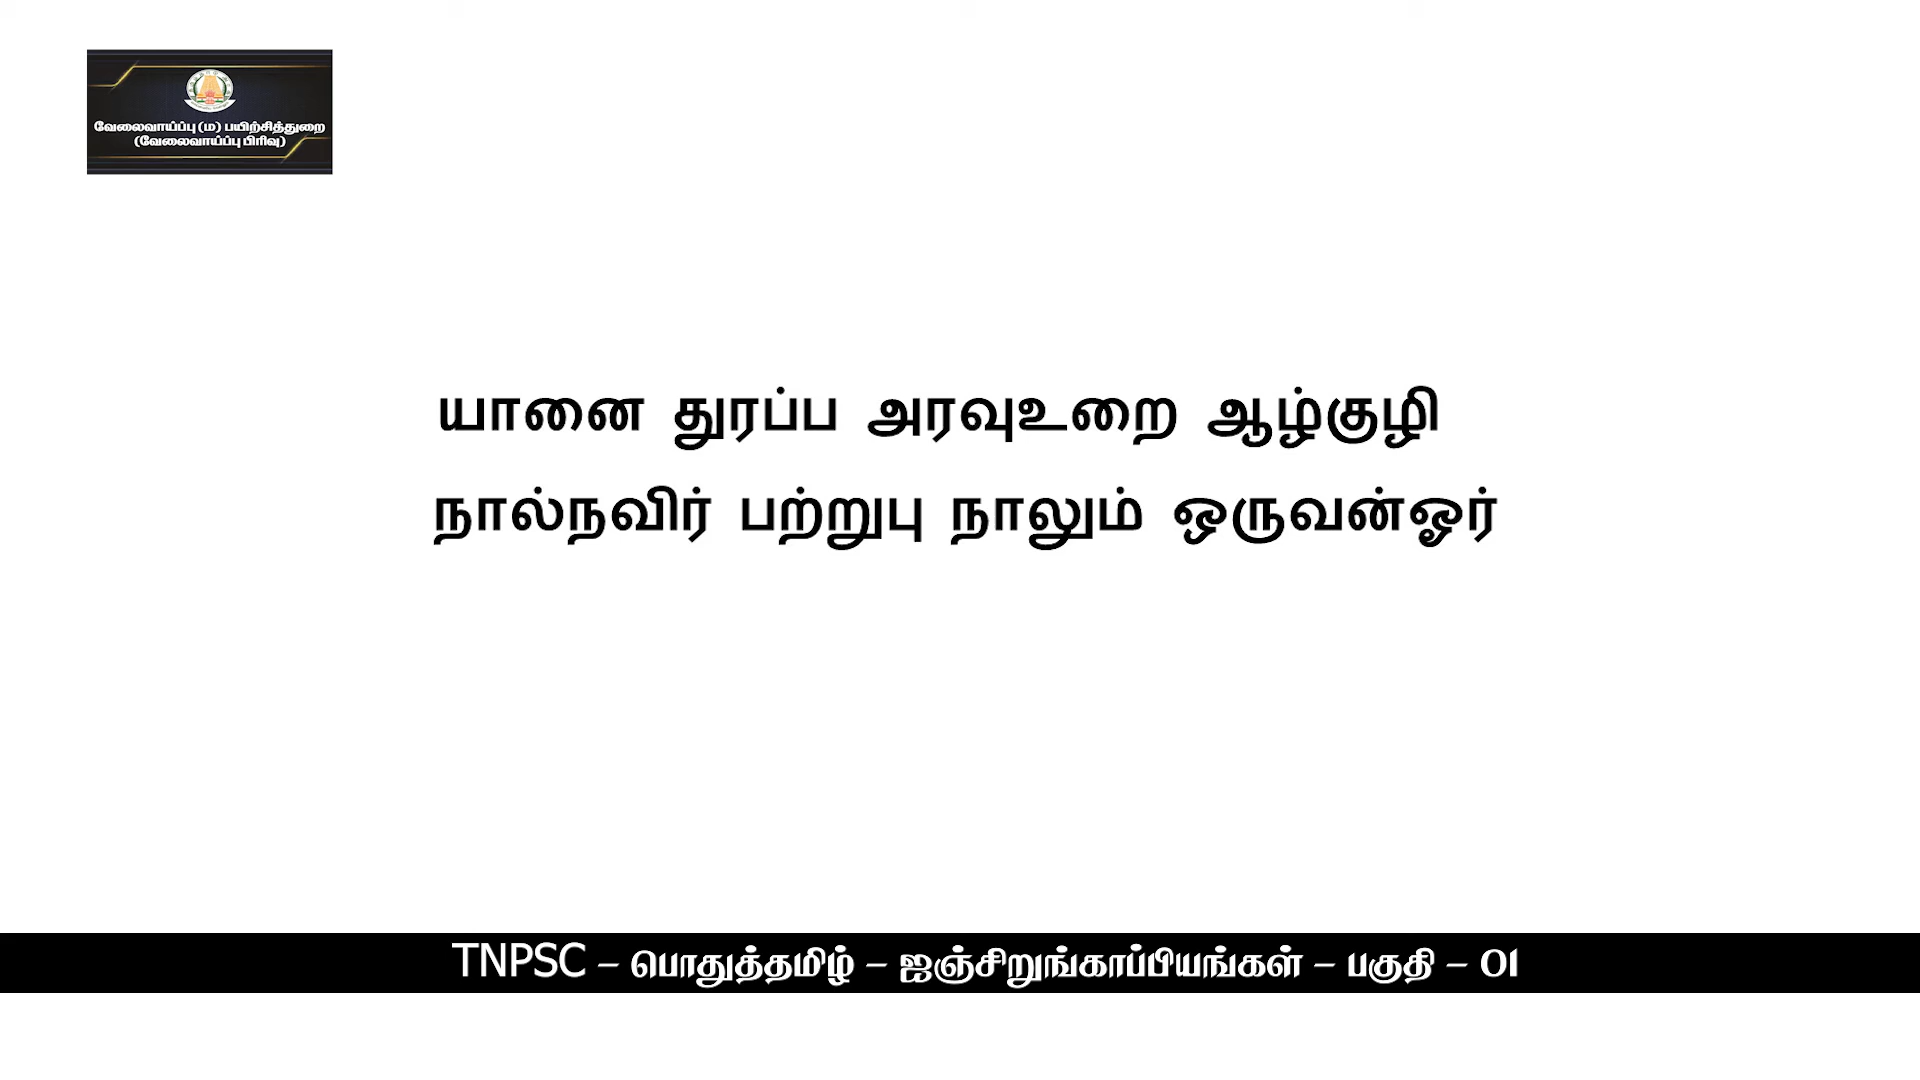 வேலைவாய்ப்பு (ம) பயிற்சித்துறை
(வேலைவாய்ப்பு பிரிவு)
யானை துரப்ப அரவுஉறை ஆழ்குழி
நால்நவிர் பற்றுபு நாலும் ஒருவன்ஓர்
TNPSC – பொதுத்தமிழ் – ஐஞ்சிறுங்காப்பியங்கள் – பகுதி – 01